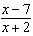 x − 7
x + 2